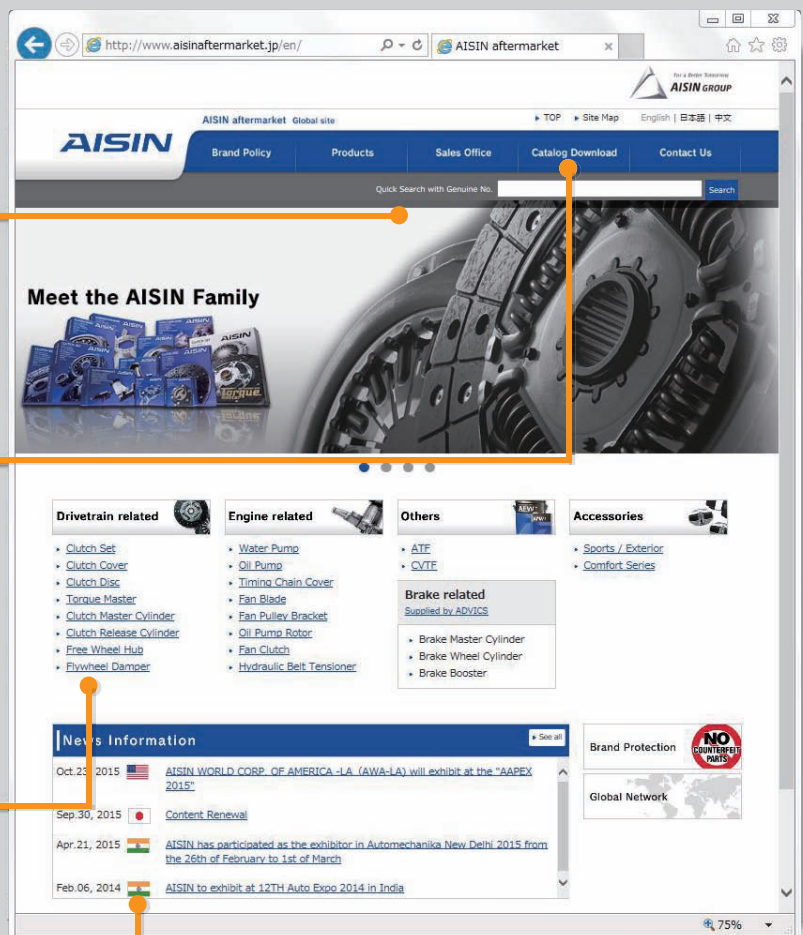 http://www.aisinaftermarket.jp/en/
AISIN aftermarket
for a Better Tomorrow
AISIN GROUP
AISIN aftermarket Global site
TOP Site Map English | 日本語 | 中文
AISIN
Brand Policy Products Sales Office Catalog Download Contact Us
Quick Search with Genuine No. Search
Meet the AISIN Family
AISIN
torque
Drivetrain related
Clutch Set
Clutch Cover
Clutch Disc
Torque Master
Clutch Master Cylinder
Clutch Release Cylinder
Free Wheel Hub
Flywheel Damper
Engine related
Water Pump
Oil Pump
Timing Chain Cover
Fan Blade
Fan Pulley Bracket
Oil Pump Rotor
Fan Clutch
Hydraulic Belt Tensioner
Others
ATF
CVTF
Brake related
Supplied by ADVICS
Brake Master Cylinder
Brake Wheel Cylinder
Brake Booster
Accessories
Sports / Exterior
Comfort Series
News Information
See all
Oct.23, 2015 AISIN WORLD CORP. OF AMERICA -LA (AWA-LA) will exhibit at the "AAPEX
2015"
Sep.30, 2015 Content Renewal
Apr.21, 2015 AISIN has participated as the exhibitor in Automechanika New Delhi 2015 from
the 26th of February to 1st of March
Feb.06, 2014 AISIN to exhibit at 12TH Auto Expo 2014 in India
Brand Protection
NO
COUNTERFEIT
PARTS
Global Network
75%